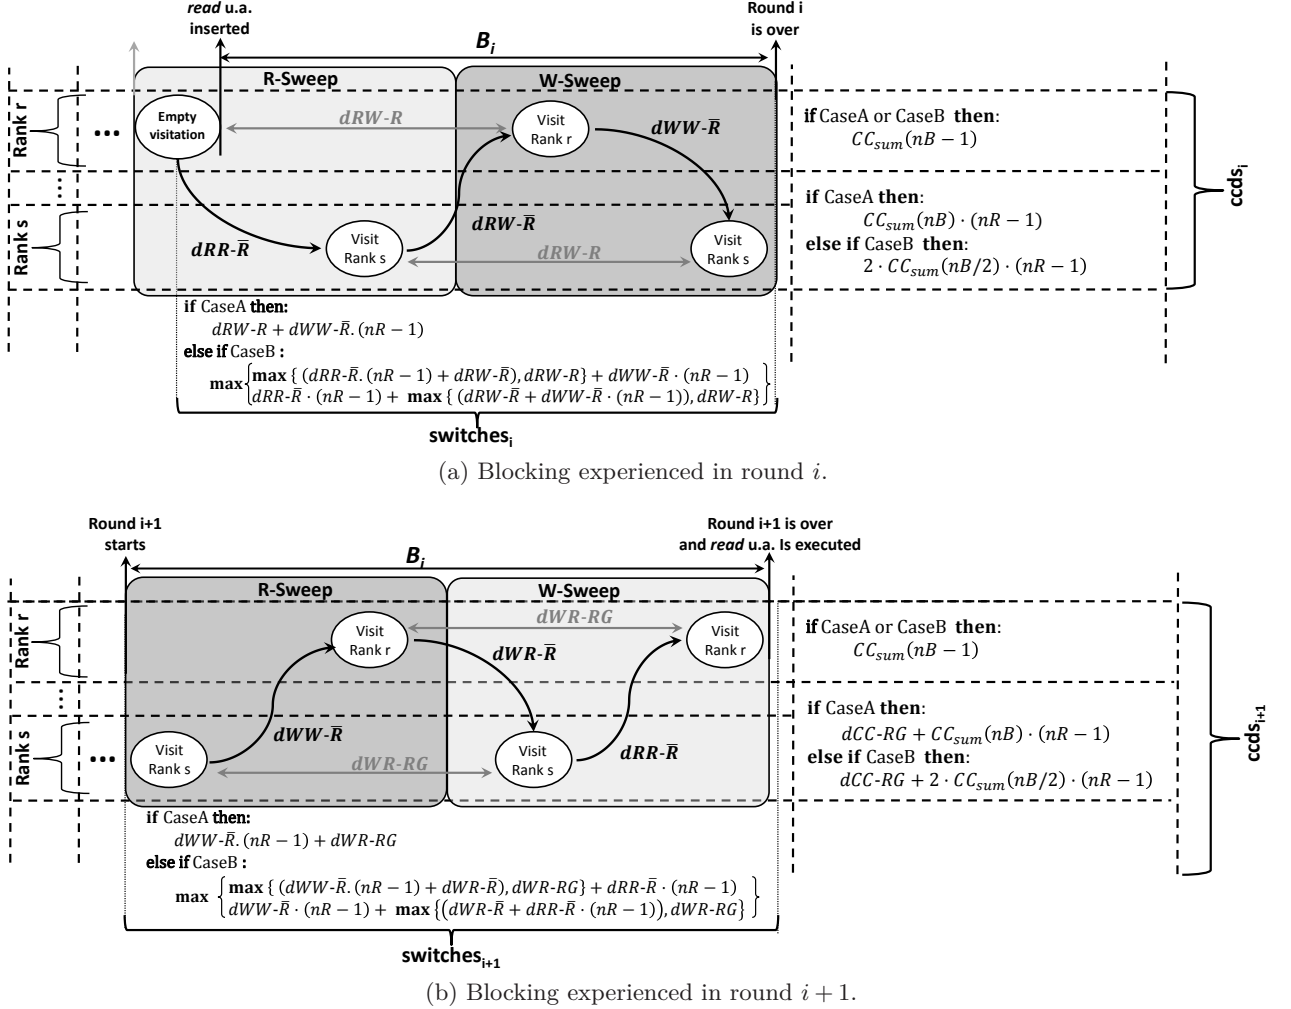 read u.a.
inserted
Round i
is over
B_i
R-Sweep
W-Sweep
Rank r
...
Empty
visitation
dRW-R
Visit
Rank r
dWW-R̅
if CaseA or CaseB then:
CC_sum(nB − 1)
ccds_i
⋮
Rank s
dRR-R̅
Visit
Rank s
dRW-R̅
dRW-R
Visit
Rank s
if CaseA then:
CC_sum(nB) · (nR − 1)
else if CaseB then:
2 · CC_sum(nB/2) · (nR − 1)
if CaseA then:
dRW-R + dWW-R̅. (nR − 1)
else if CaseB :
max { max { (dRR-R̅. (nR − 1) + dRW-R̅), dRW-R} + dWW-R̅ · (nR − 1)
dRR-R̅ · (nR − 1) + max { (dRW-R̅ + dWW-R̅ · (nR − 1)), dRW-R} }
switches_i
(a) Blocking experienced in round i.
Round i+1
starts
Round i+1 is over
and read u.a. Is executed
B_i
R-Sweep
W-Sweep
Rank r
Visit
Rank r
dWR-RG
dWR-R̅
Visit
Rank r
if CaseA or CaseB then:
CC_sum(nB − 1)
ccds_i+1
⋮
Rank s
...
Visit
Rank s
dWW-R̅
dWR-RG
Visit
Rank s
dRR-R̅
if CaseA then:
dCC-RG + CC_sum(nB) · (nR − 1)
else if CaseB then:
dCC-RG + 2 · CC_sum(nB/2) · (nR − 1)
if CaseA then:
dWW-R̅. (nR − 1) + dWR-RG
else if CaseB :
max { max { (dWW-R̅. (nR − 1) + dWR-R̅), dWR-RG} + dRR-R̅ · (nR − 1)
dWW-R̅ · (nR − 1) + max {(dWR-R̅ + dRR-R̅ · (nR − 1)), dWR-RG} }
switches_i+1
(b) Blocking experienced in round i + 1.